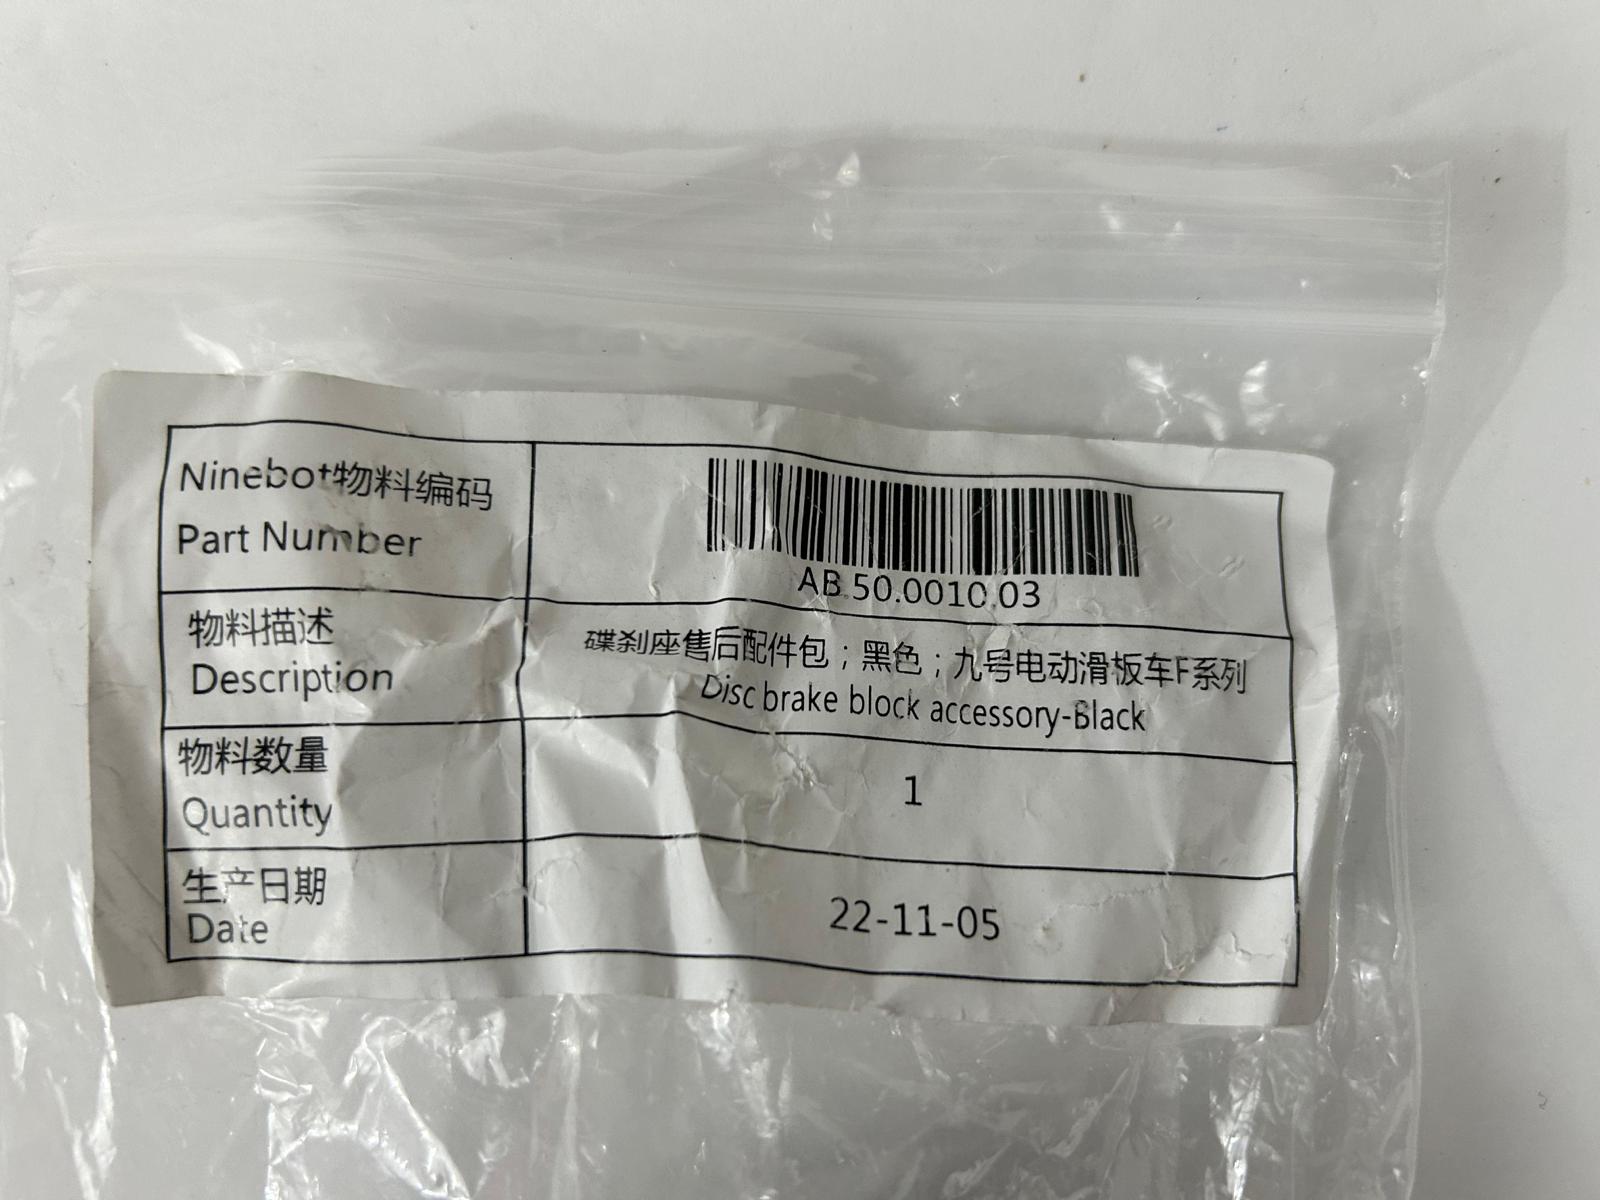 Ninebot物料编码
Part Number
AB.50.0010.03
物料描述
Description
碟刹座售后配件包；黑色；九号电动滑板车F系列
Disc brake block accessory-Black
物料数量
Quantity
1
生产日期
Date
22-11-05